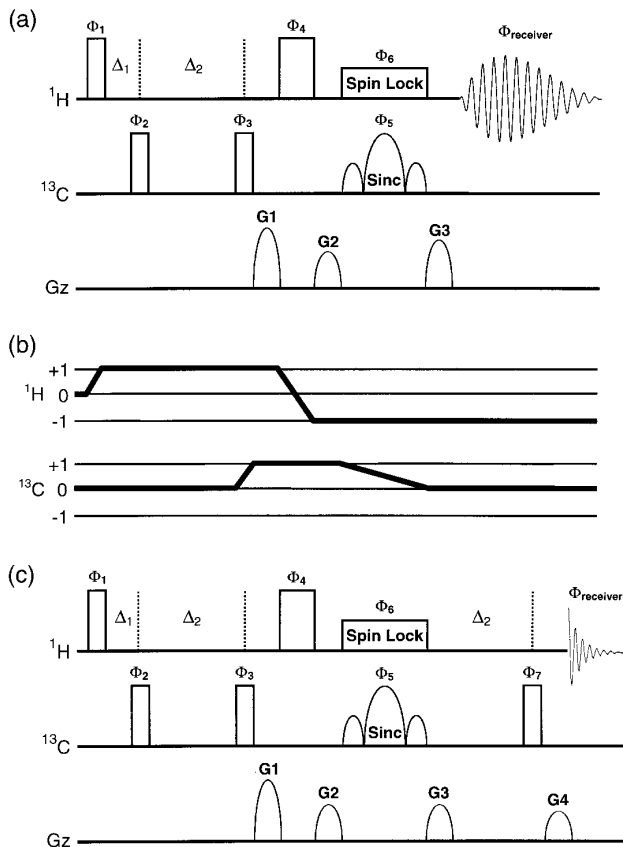 (a)
Φ1 Φ4 Φ6 Φreceiver
Δ1 Δ2
Spin Lock
1H
Φ2 Φ3 Φ5
Sinc
13C
G1 G2 G3
Gz
(b)
+1
1H 0
-1
+1
13C 0
-1
(c)
Φ1 Φ4 Φ6 Φreceiver
Δ1 Δ2 Δ2
Spin Lock
1H
Φ2 Φ3 Φ5 Φ7
Sinc
13C
G1 G2 G3 G4
Gz